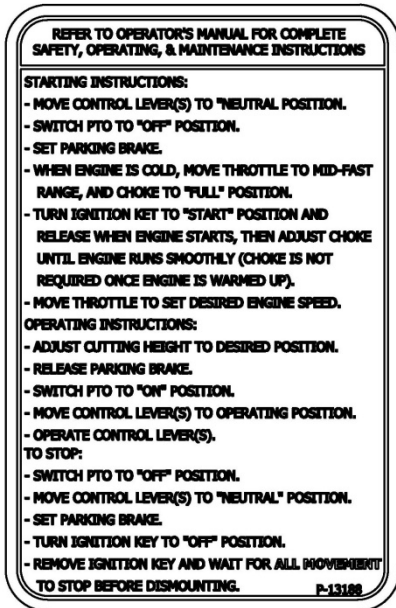 REFER TO OPERATOR'S MANUAL FOR COMPLETE
SAFETY, OPERATING, & MAINTENANCE INSTRUCTIONS
STARTING INSTRUCTIONS:
- MOVE CONTROL LEVER(S) TO "NEUTRAL POSITION.
- SWITCH PTO TO "OFF" POSITION.
- SET PARKING BRAKE.
- WHEN ENGINE IS COLD, MOVE THROTTLE TO MID-FAST
RANGE, AND CHOKE TO "FULL" POSITION.
- TURN IGNITION KET TO "START" POSITION AND
RELEASE WHEN ENGINE STARTS, THEN ADJUST CHOKE
UNTIL ENGINE RUNS SMOOTHLY (CHOKE IS NOT
REQUIRED ONCE ENGINE IS WARMED UP).
- MOVE THROTTLE TO SET DESIRED ENGINE SPEED.
OPERATING INSTRUCTIONS:
- ADJUST CUTTING HEIGHT TO DESIRED POSITION.
- RELEASE PARKING BRAKE.
- SWITCH PTO TO "ON" POSITION.
- MOVE CONTROL LEVER(S) TO OPERATING POSITION.
- OPERATE CONTROL LEVER(S).
TO STOP:
- SWITCH PTO TO "OFF" POSITION.
- MOVE CONTROL LEVER(S) TO "NEUTRAL" POSITION.
- SET PARKING BRAKE.
- TURN IGNITION KEY TO "OFF" POSITION.
- REMOVE IGNITION KEY AND WAIT FOR ALL MOVEMENT
TO STOP BEFORE DISMOUNTING. P-13188